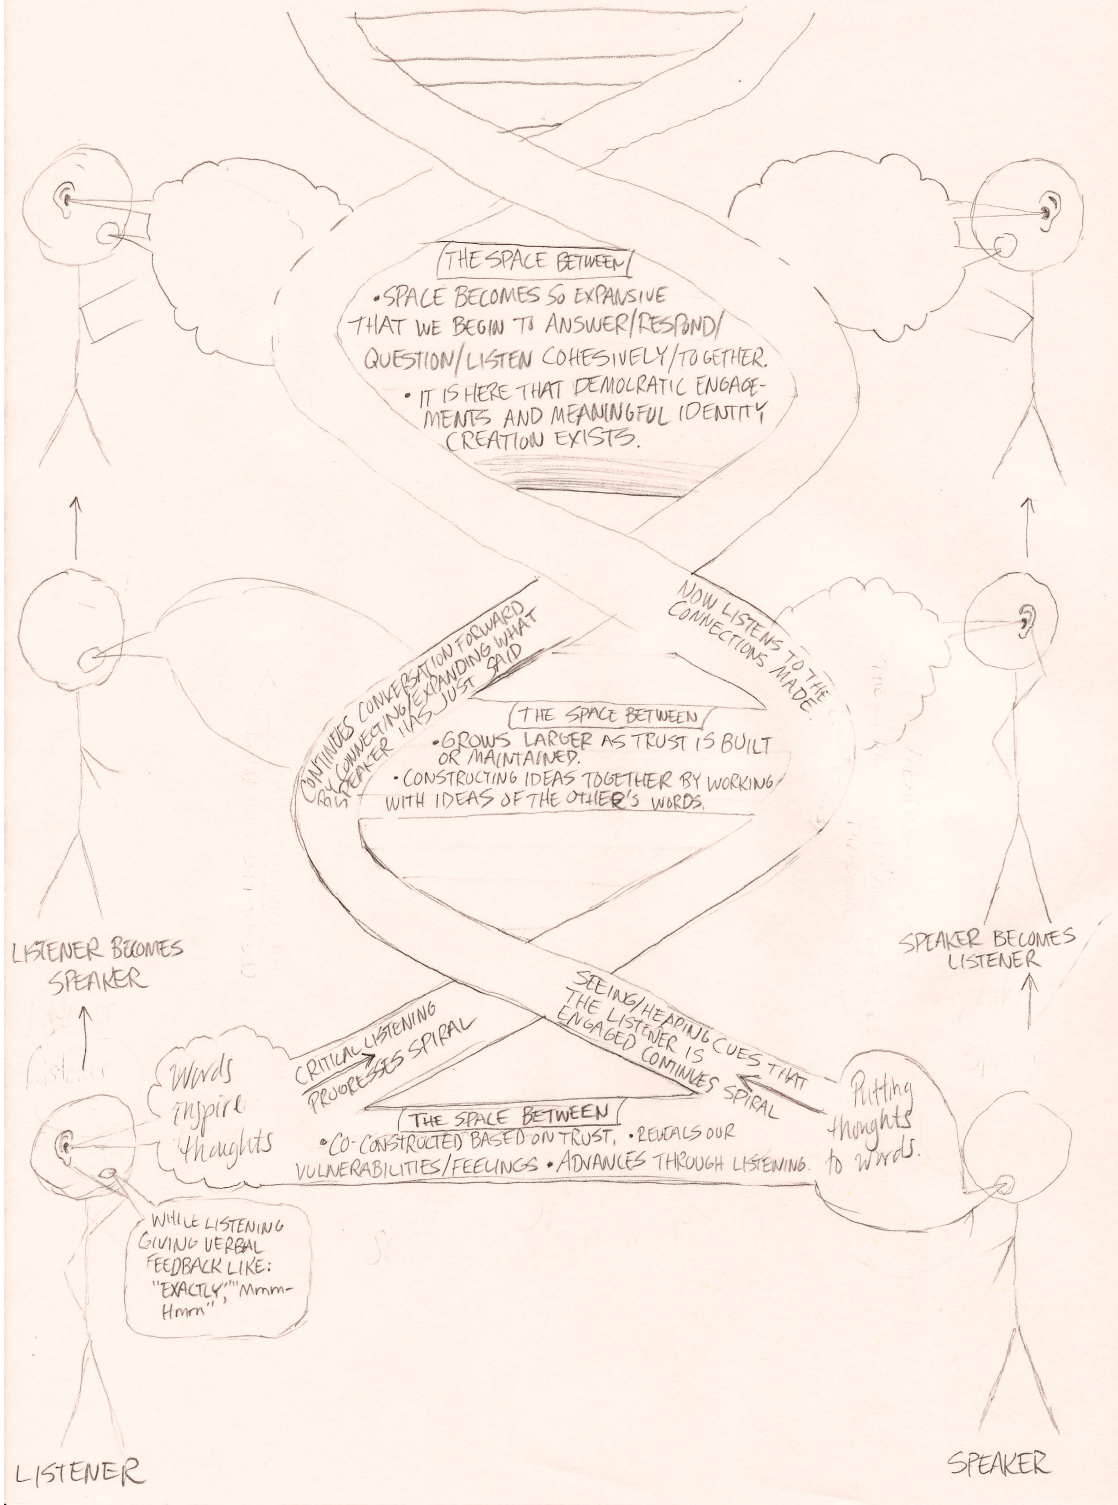 THE SPACE BETWEEN
• SPACE BECOMES SO EXPANSIVE
THAT WE BEGIN TO ANSWER/RESPOND/
QUESTION/LISTEN COHESIVELY/TOGETHER.
• IT IS HERE THAT DEMOCRATIC ENGAGE-
MENTS AND MEANINGFUL IDENTITY
CREATION EXISTS.
CONTINUES CONVERSATION FORWARD
BY CONNECTING/EXPANDING WHAT
SPEAKER HAS JUST SAID
NOW LISTENS TO THE
CONNECTIONS MADE.
THE SPACE BETWEEN
• GROWS LARGER AS TRUST IS BUILT
OR MAINTAINED.
• CONSTRUCTING IDEAS TOGETHER BY WORKING
WITH IDEAS OF THE OTHER'S WORDS.
LISTENER BECOMES
SPEAKER
SPEAKER BECOMES
LISTENER
CRITICAL LISTENING
PROGRESSES SPIRAL
SEEING/HEADING CUES THAT
THE LISTENER IS
ENGAGED CONTINUES SPIRAL
Words
inspire
thoughts
Putting
thoughts
to words.
THE SPACE BETWEEN
• CO-CONSTRUCTED BASED ON TRUST, • REVEALS OUR
VULNERABILITIES/FEELINGS • ADVANCES THROUGH LISTENING.
WHILE LISTENING
GIVING VERBAL
FEEDBACK LIKE:
"EXACTLY," "Mmm-
Hmm"
LISTENER
SPEAKER